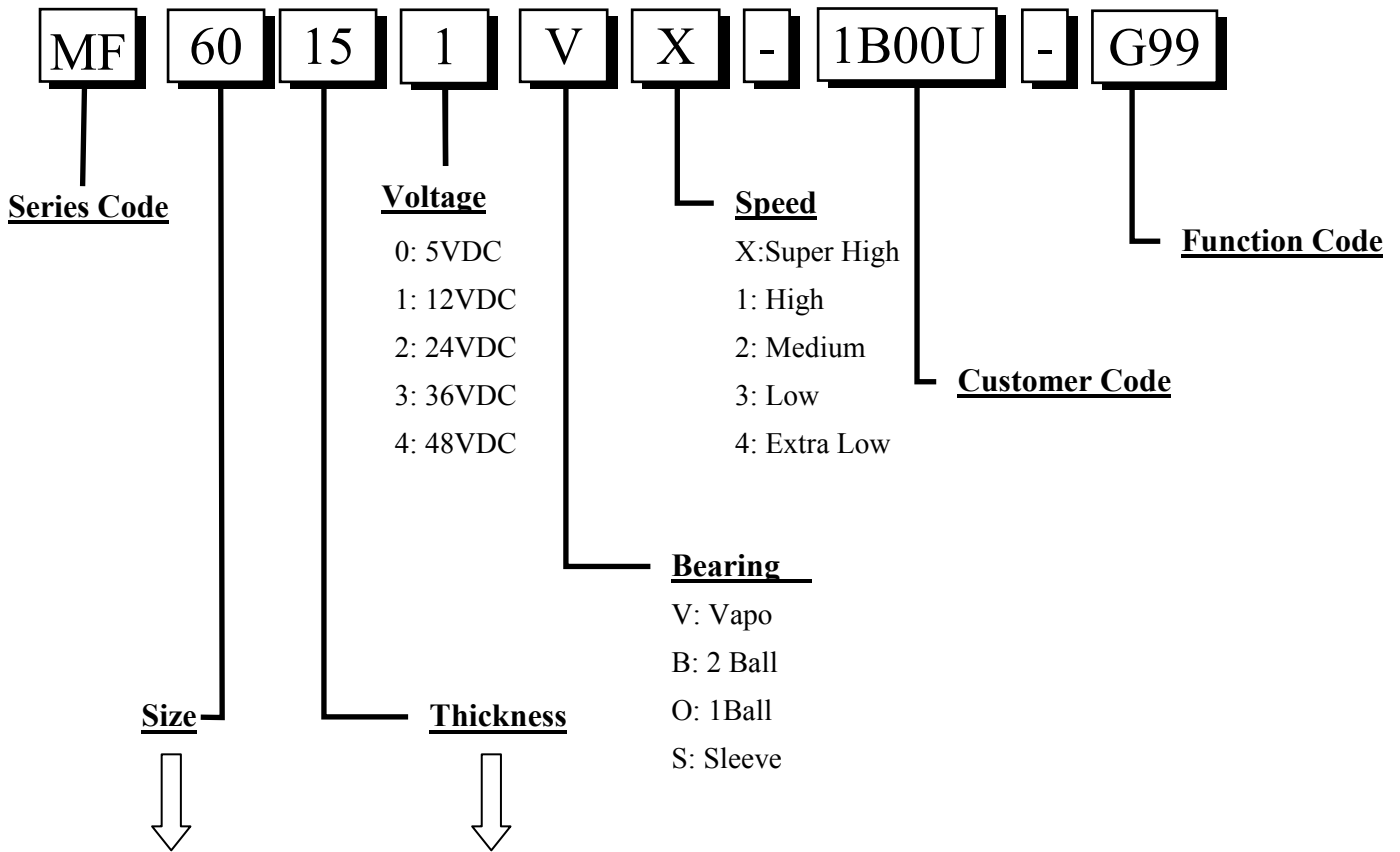 MF 60 15 1 V X - 1B00U - G99
Series Code
Voltage
0: 5VDC
1: 12VDC
2: 24VDC
3: 36VDC
4: 48VDC
Speed
X:Super High
1: High
2: Medium
3: Low
4: Extra Low
Function Code
Customer Code
Bearing
V: Vapo
B: 2 Ball
O: 1Ball
S: Sleeve
Size
Thickness